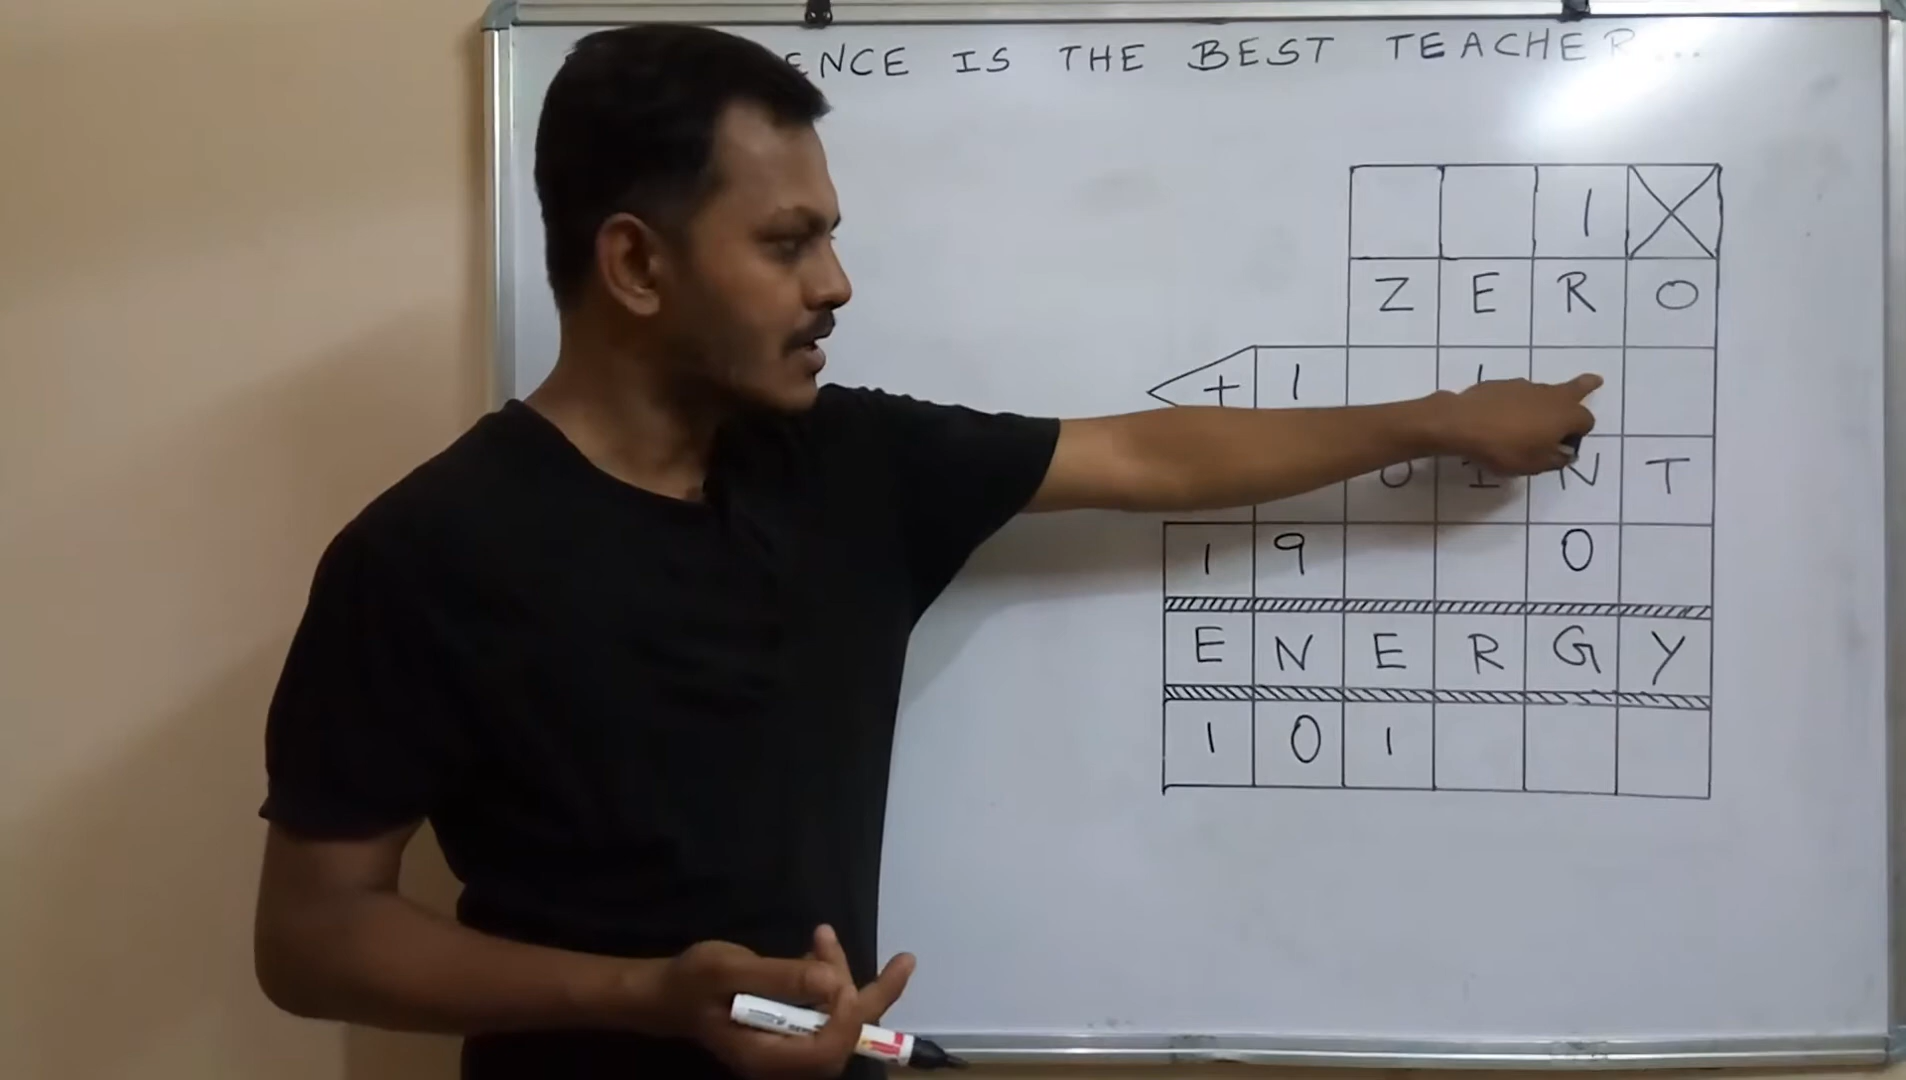 ENCE IS THE BEST TEACHER...
1
Z E R O
+ 1 1
O I N T
1 9 0
E N E R G Y
1 0 1